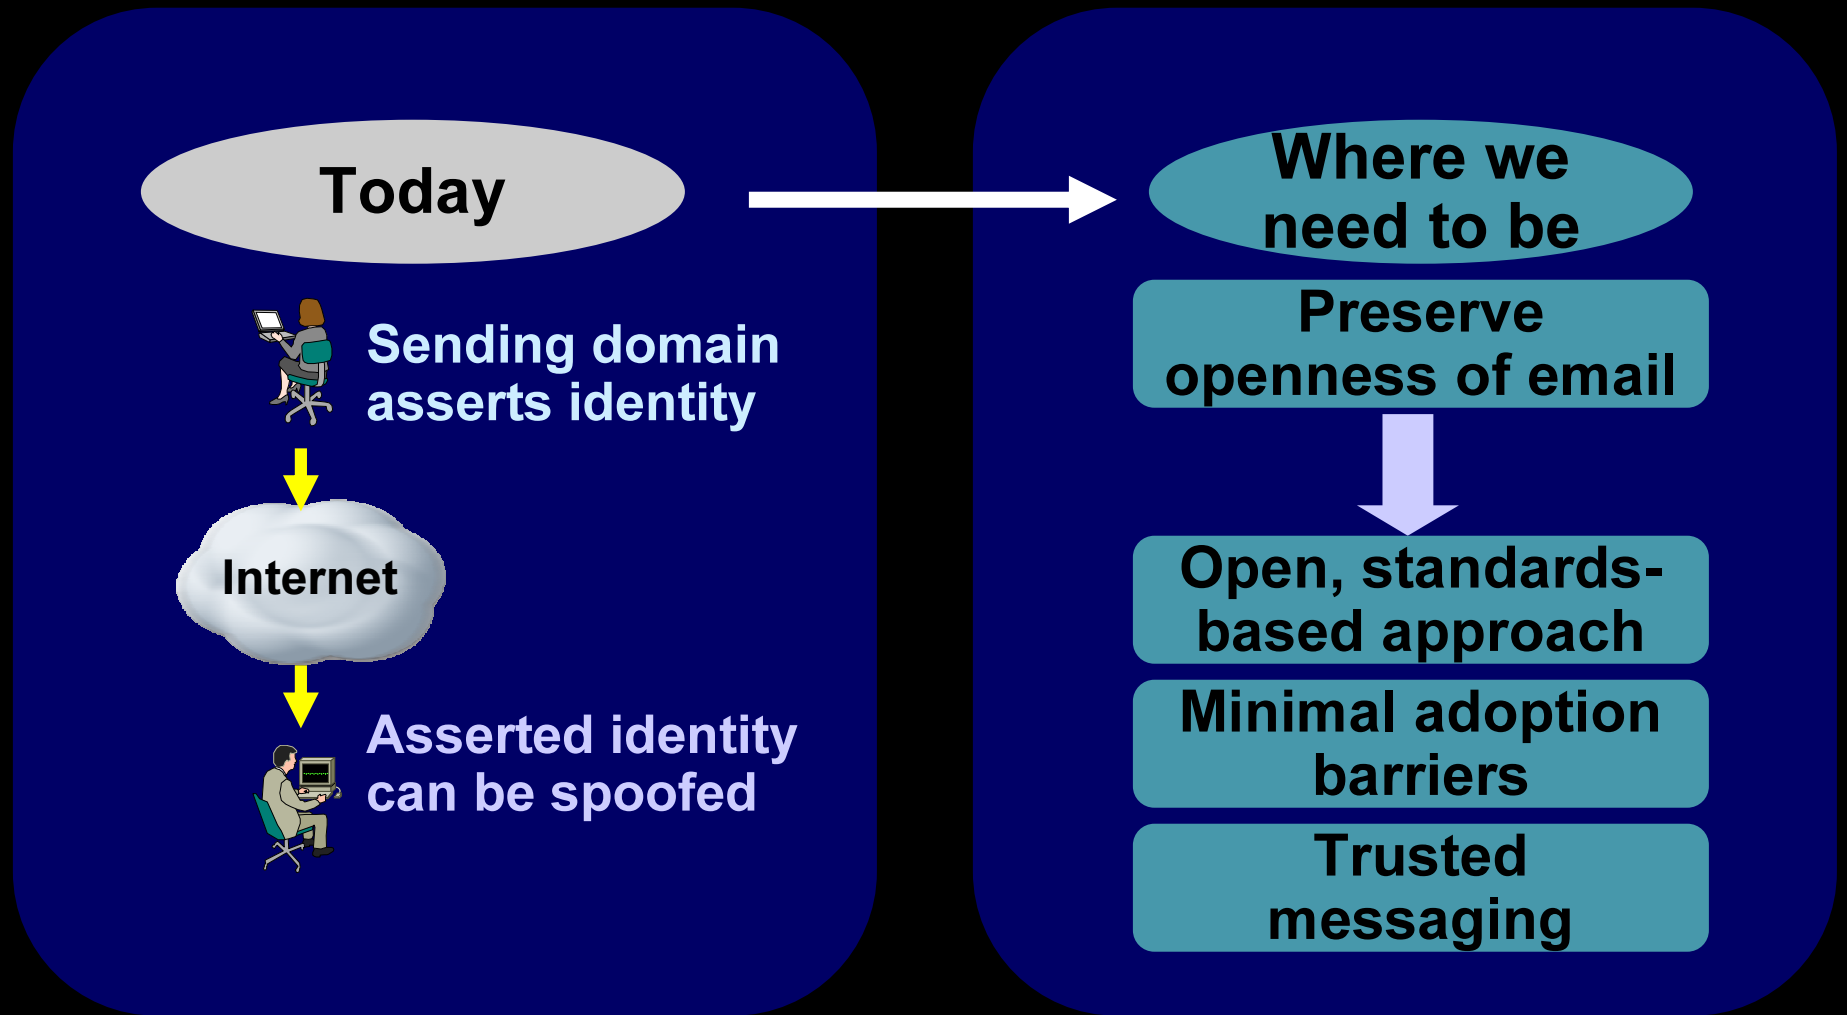 Today
Sending domain
asserts identity
Internet
Asserted identity
can be spoofed
Where we
need to be
Preserve
openness of email
Open, standards-
based approach
Minimal adoption
barriers
Trusted
messaging